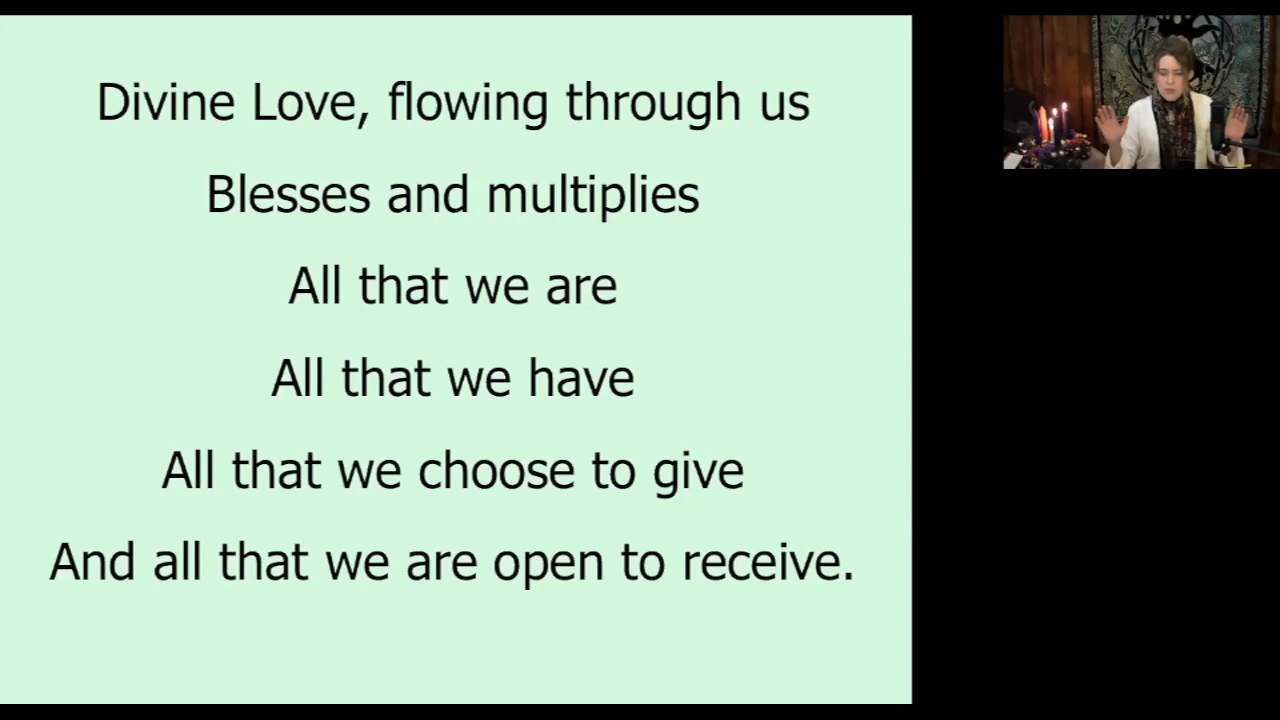 Divine Love, flowing through us
Blesses and multiplies
All that we are
All that we have
All that we choose to give
And all that we are open to receive.